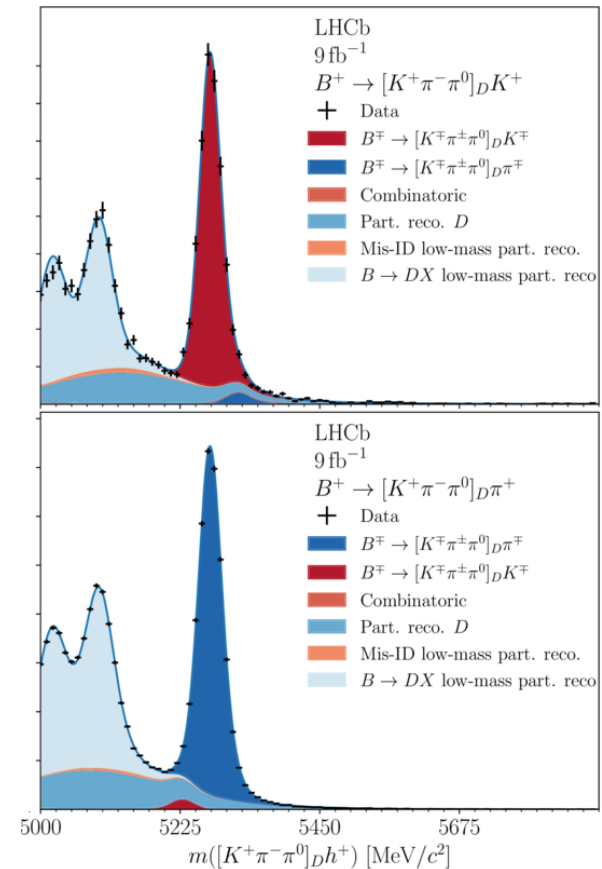 LHCb
9 fb⁻¹
B⁺ → [K⁺π⁻π⁰]_D K⁺
Data
B^∓ → [K^∓π^±π⁰]_D K^∓
B^∓ → [K^∓π^±π⁰]_D π^∓
Combinatoric
Part. reco. D
Mis-ID low-mass part. reco.
B → DX low-mass part. reco
LHCb
9 fb⁻¹
B⁺ → [K⁺π⁻π⁰]_D π⁺
Data
B^∓ → [K^∓π^±π⁰]_D π^∓
B^∓ → [K^∓π^±π⁰]_D K^∓
Combinatoric
Part. reco. D
Mis-ID low-mass part. reco.
B → DX low-mass part. reco
5000 5225 5450 5675
m([K⁺π⁻π⁰]_D h⁺) [MeV/c²]